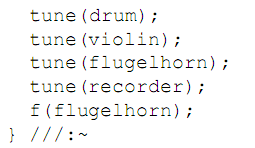 tune(drum);
tune(violin);
tune(flugelhorn);
tune(recorder);
f(flugelhorn);
} ///:~